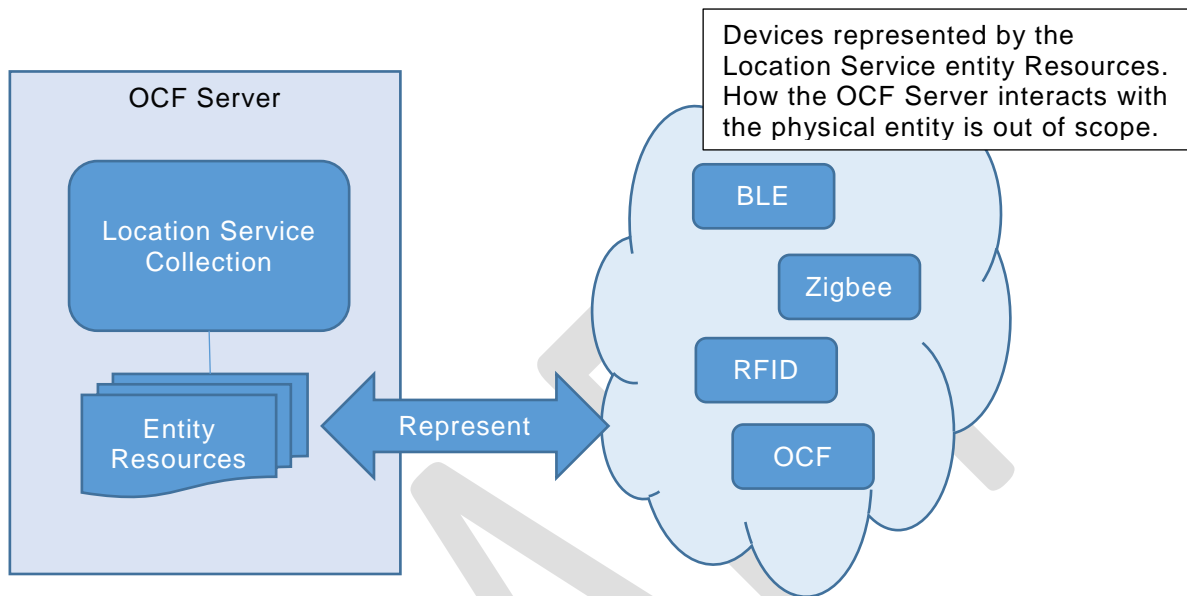 Devices represented by the
Location Service entity Resources.
How the OCF Server interacts with
the physical entity is out of scope.
OCF Server
Location Service
Collection
Entity
Resources
Represent
BLE
Zigbee
RFID
OCF